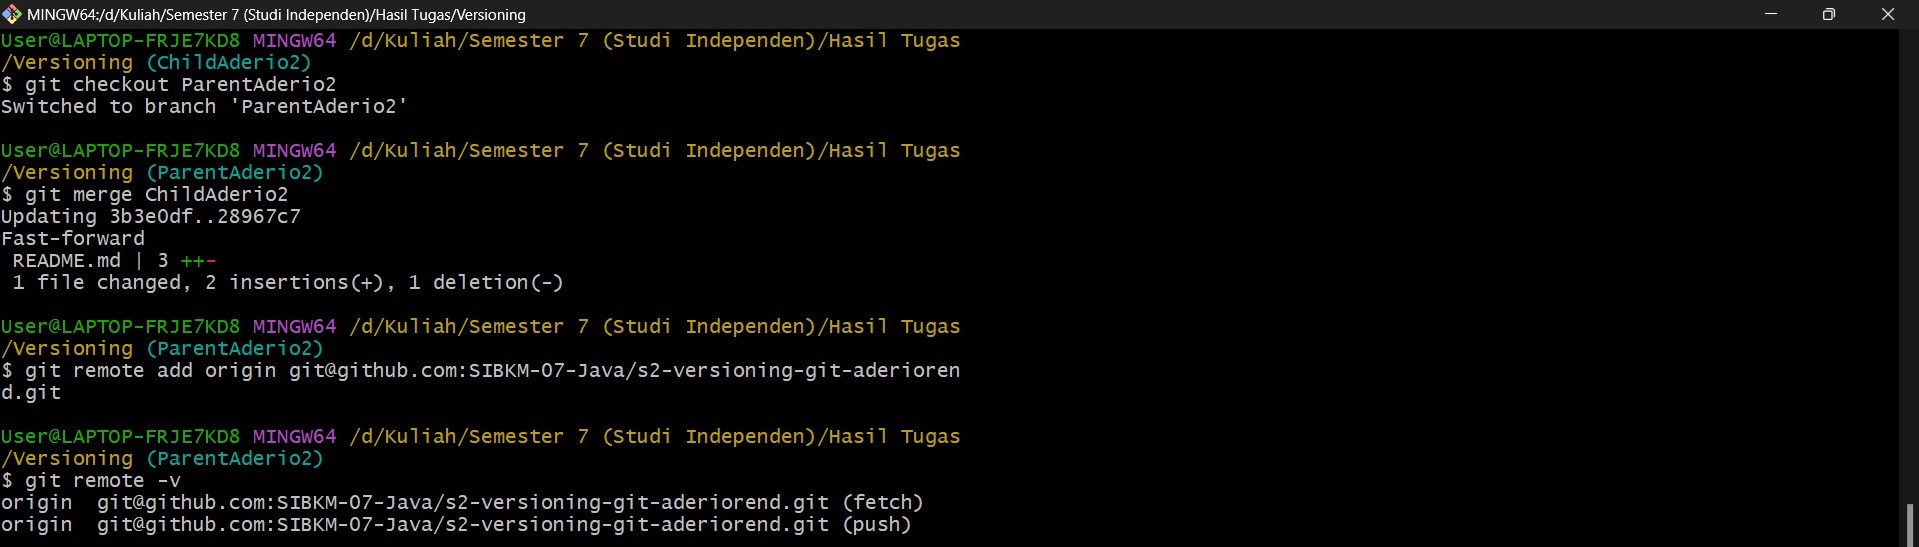 MINGW64:/d/Kuliah/Semester 7 (Studi Independen)/Hasil Tugas/Versioning
User@LAPTOP-FRJE7KD8 MINGW64 /d/Kuliah/Semester 7 (Studi Independen)/Hasil Tugas
/Versioning (ChildAderio2)
$ git checkout ParentAderio2
Switched to branch 'ParentAderio2'
User@LAPTOP-FRJE7KD8 MINGW64 /d/Kuliah/Semester 7 (Studi Independen)/Hasil Tugas
/Versioning (ParentAderio2)
$ git merge ChildAderio2
Updating 3b3e0df..28967c7
Fast-forward
 README.md | 3 ++-
 1 file changed, 2 insertions(+), 1 deletion(-)
User@LAPTOP-FRJE7KD8 MINGW64 /d/Kuliah/Semester 7 (Studi Independen)/Hasil Tugas
/Versioning (ParentAderio2)
$ git remote add origin git@github.com:SIBKM-07-Java/s2-versioning-git-aderioren
d.git
User@LAPTOP-FRJE7KD8 MINGW64 /d/Kuliah/Semester 7 (Studi Independen)/Hasil Tugas
/Versioning (ParentAderio2)
$ git remote -v
origin  git@github.com:SIBKM-07-Java/s2-versioning-git-aderiorend.git (fetch)
origin  git@github.com:SIBKM-07-Java/s2-versioning-git-aderiorend.git (push)